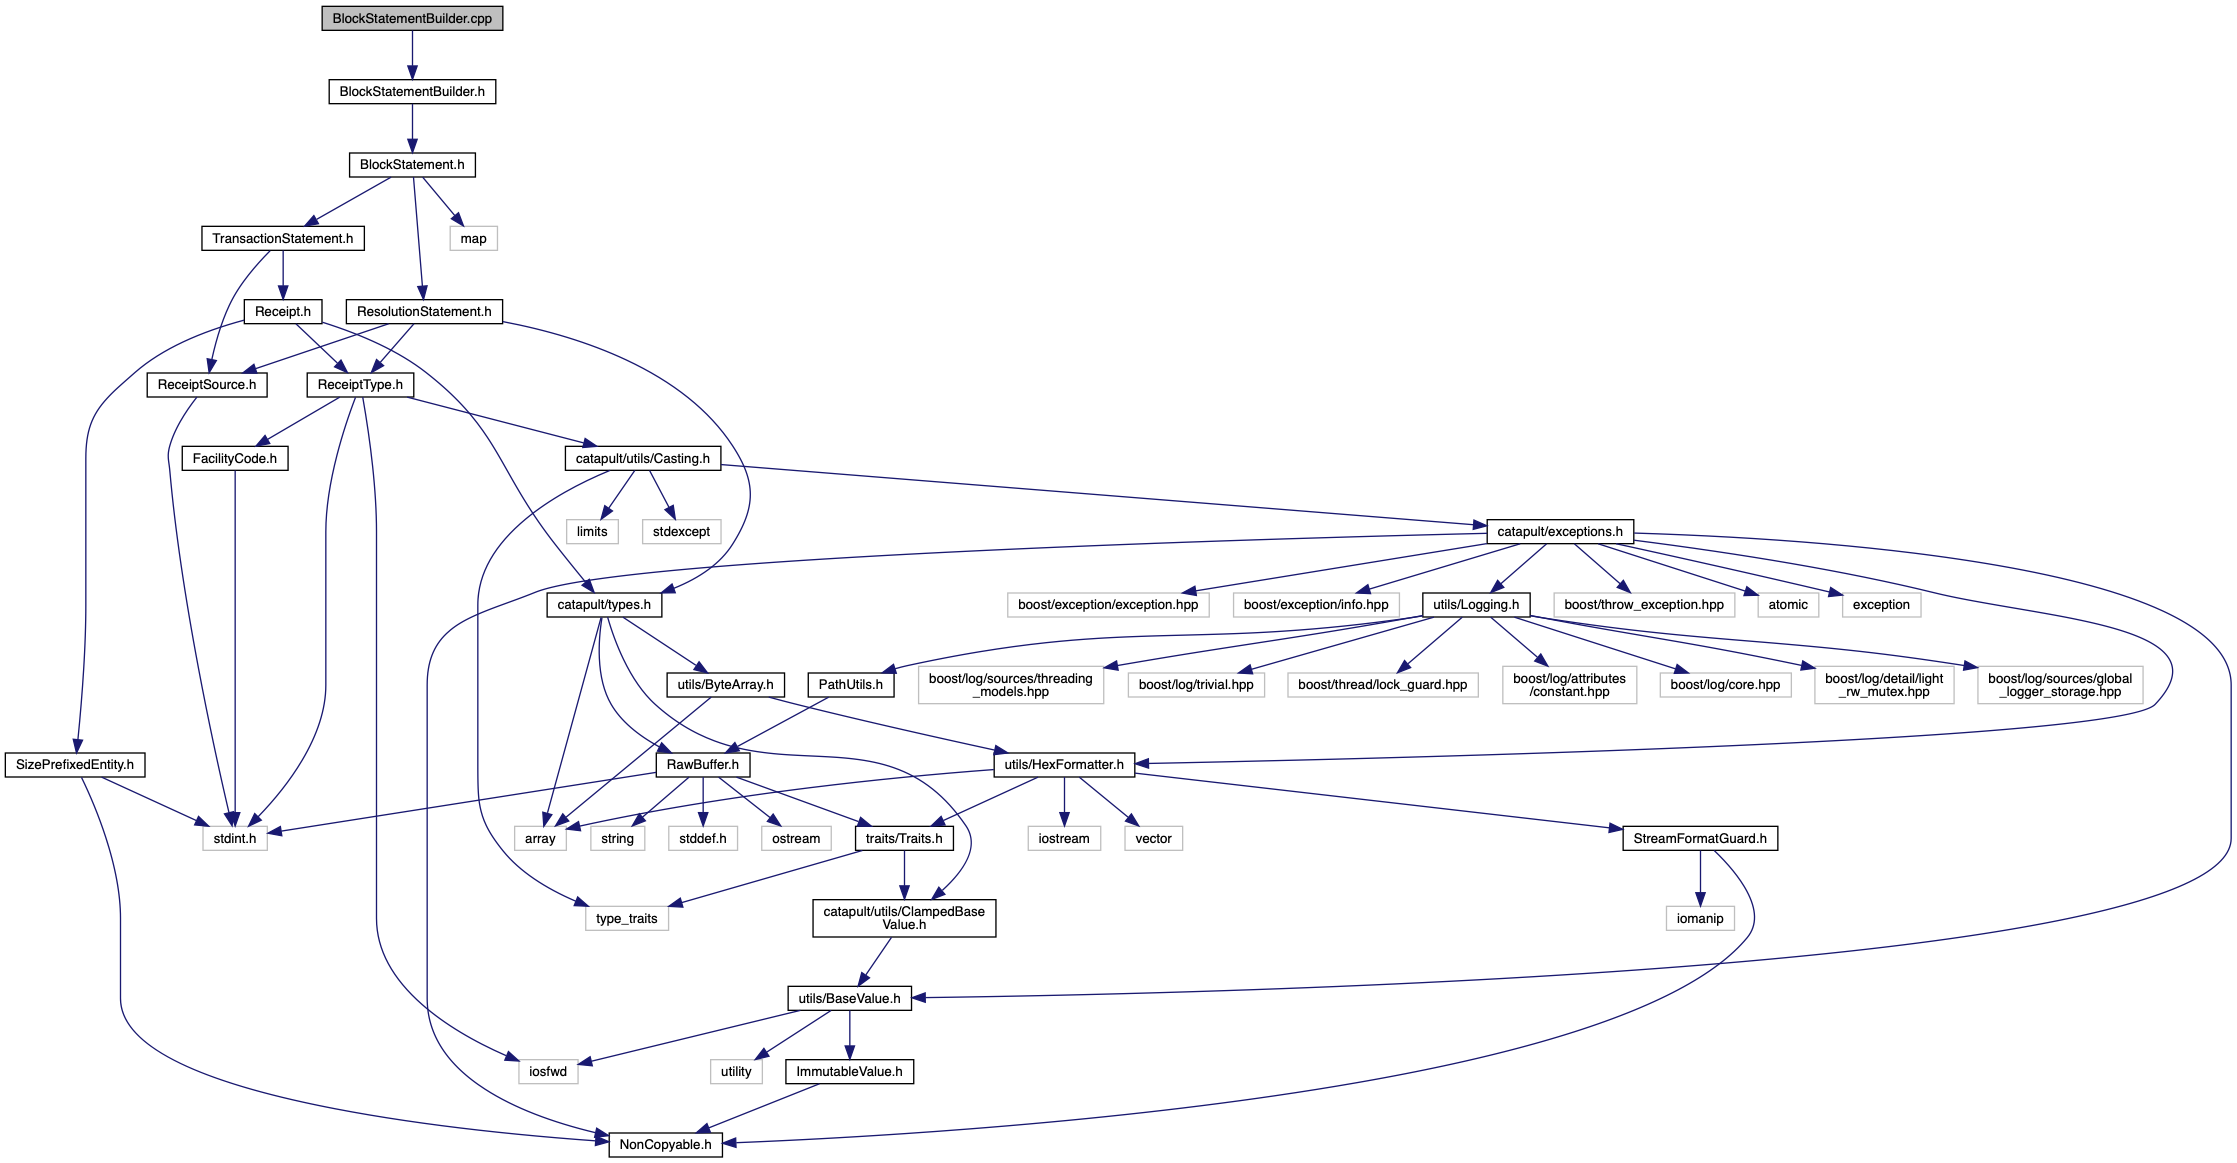 BlockStatementBuilder.cpp
BlockStatementBuilder.h
BlockStatement.h
TransactionStatement.h
map
Receipt.h
ResolutionStatement.h
ReceiptSource.h
ReceiptType.h
FacilityCode.h
catapult/utils/Casting.h
limits
stdexcept
catapult/exceptions.h
catapult/types.h
boost/exception/exception.hpp
boost/exception/info.hpp
utils/Logging.h
boost/throw_exception.hpp
atomic
exception
utils/ByteArray.h
PathUtils.h
boost/log/sources/threading
_models.hpp
boost/log/trivial.hpp
boost/thread/lock_guard.hpp
boost/log/attributes
/constant.hpp
boost/log/core.hpp
boost/log/detail/light
_rw_mutex.hpp
boost/log/sources/global
_logger_storage.hpp
SizePrefixedEntity.h
RawBuffer.h
utils/HexFormatter.h
stdint.h
array
string
stddef.h
ostream
traits/Traits.h
iostream
vector
StreamFormatGuard.h
type_traits
catapult/utils/ClampedBase
Value.h
iomanip
utils/BaseValue.h
iosfwd
utility
ImmutableValue.h
NonCopyable.h